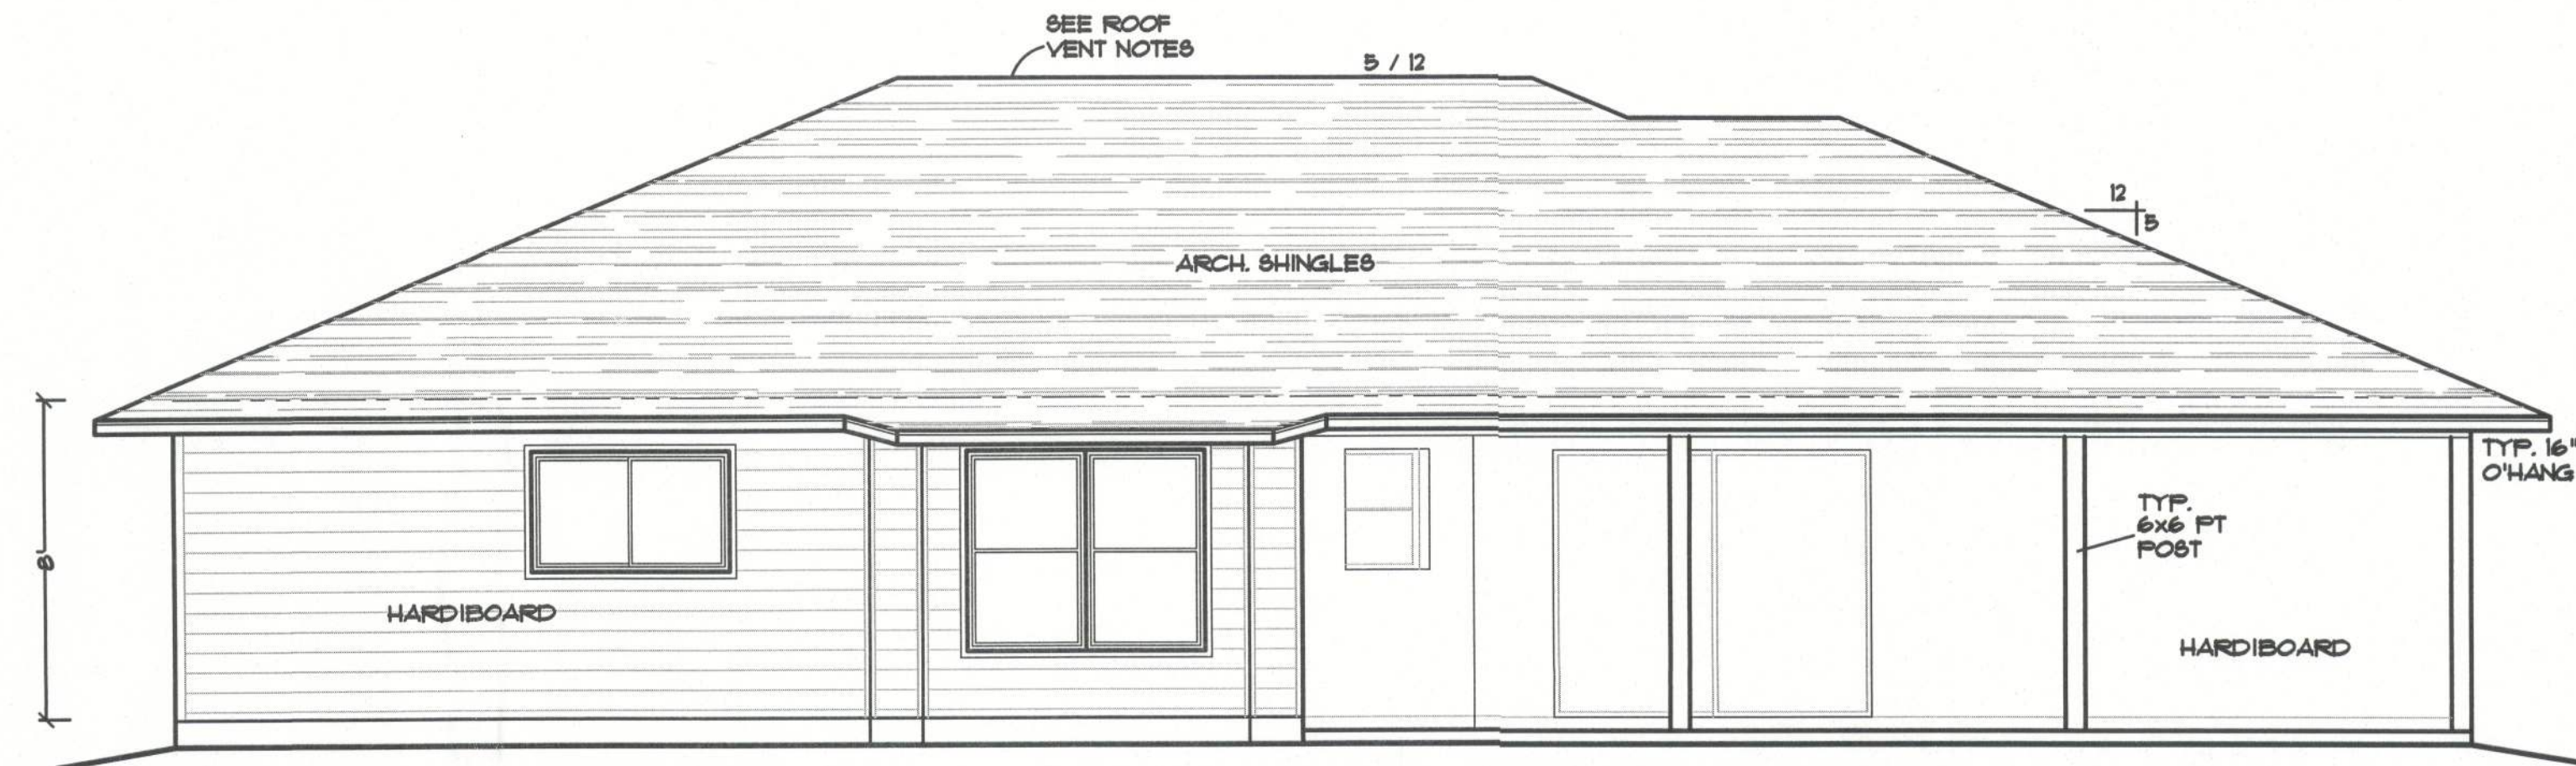 SEE ROOF
VENT NOTES
5 / 12
12
5
ARCH. SHINGLES
8'
TYP. 16"
O'HANG
TYP.
6x6 PT
POST
HARDIBOARD
HARDIBOARD